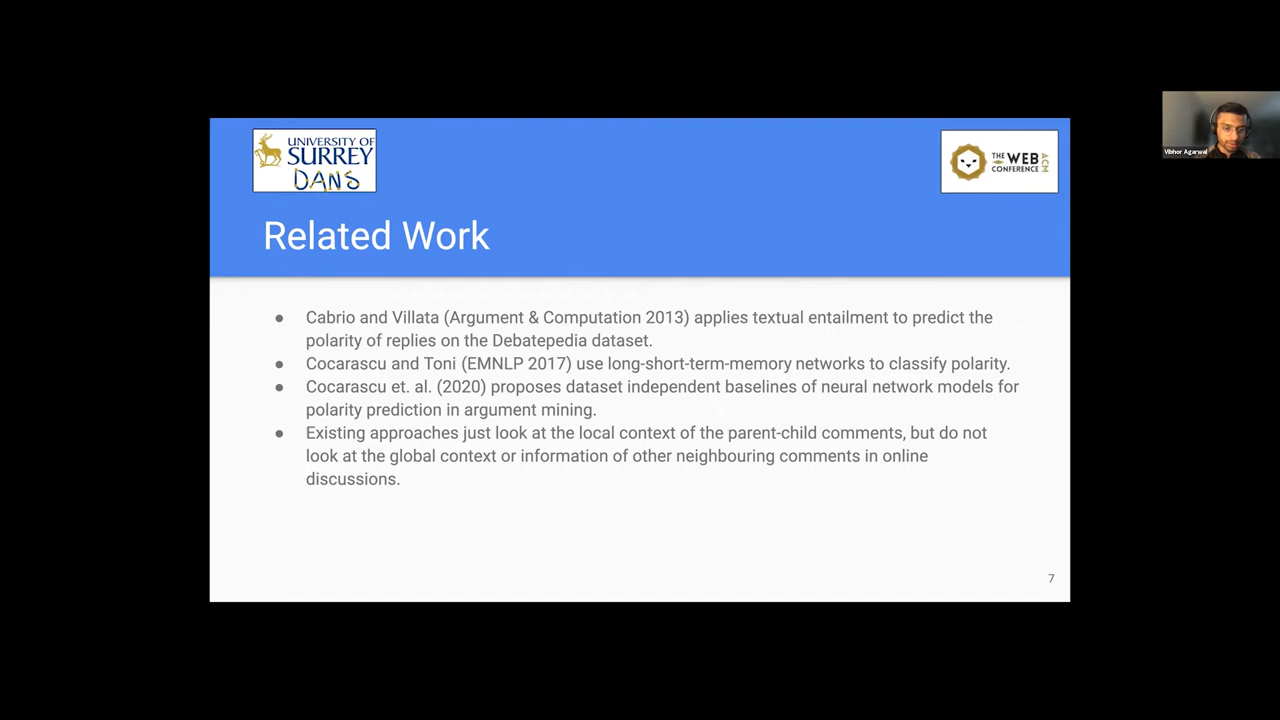 UNIVERSITY OF
SURREY
DANS
THE WEB
CONFERENCE
ACM
Vibhor Agarwal
Related Work
● Cabrio and Villata (Argument & Computation 2013) applies textual entailment to predict the
polarity of replies on the Debatepedia dataset.
● Cocarascu and Toni (EMNLP 2017) use long-short-term-memory networks to classify polarity.
● Cocarascu et. al. (2020) proposes dataset independent baselines of neural network models for
polarity prediction in argument mining.
● Existing approaches just look at the local context of the parent-child comments, but do not
look at the global context or information of other neighbouring comments in online
discussions.
7